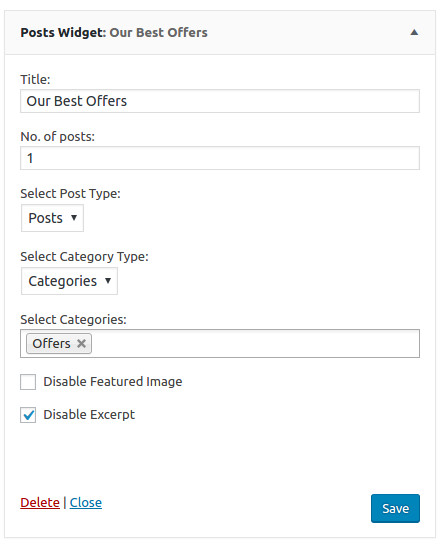 Posts Widget: Our Best Offers
Title:
Our Best Offers
No. of posts:
1
Select Post Type:
Posts
Select Category Type:
Categories
Select Categories:
Offers
Disable Featured Image
Disable Excerpt
Delete | Close
Save